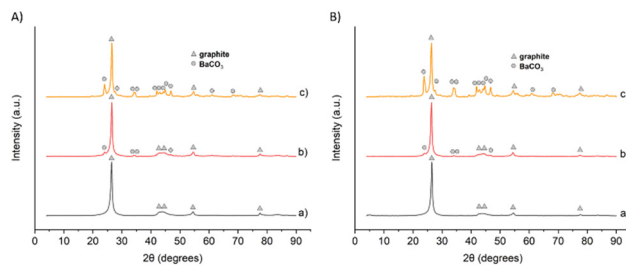 A)
graphite
BaCO₃
c)
b)
a)
Intensity (a.u.)
0 10 20 30 40 50 60 70 80 90
2θ (degrees)
B)
graphite
BaCO₃
c)
b)
a
Intensity (a.u.)
0 10 20 30 40 50 60 70 80 90
2θ (degrees)